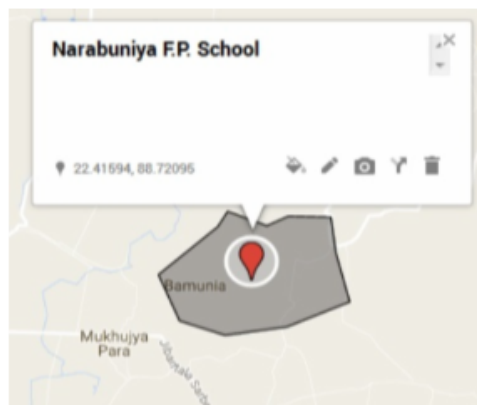 Narabuniya F.P. School
22.41594, 88.72095
Bamunia
Mukhujya
Para